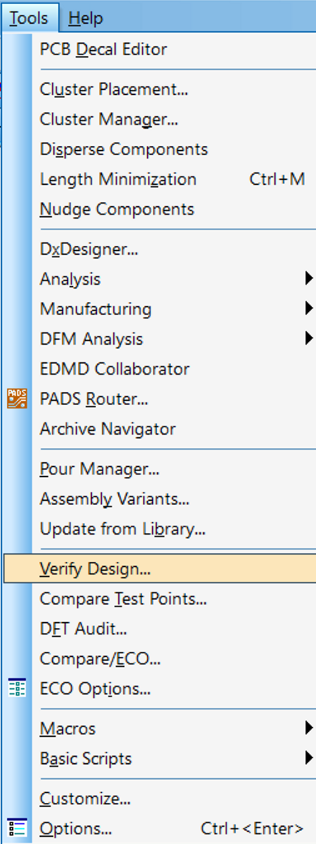 Tools Help
PCB Decal Editor
Cluster Placement...
Cluster Manager...
Disperse Components
Length Minimization Ctrl+M
Nudge Components
DxDesigner...
Analysis
Manufacturing
DFM Analysis
EDMD Collaborator
PADS PADS Router...
Archive Navigator
Pour Manager...
Assembly Variants...
Update from Library...
Verify Design...
Compare Test Points...
DFT Audit...
Compare/ECO...
ECO Options...
Macros
Basic Scripts
Customize...
Options... Ctrl+<Enter>